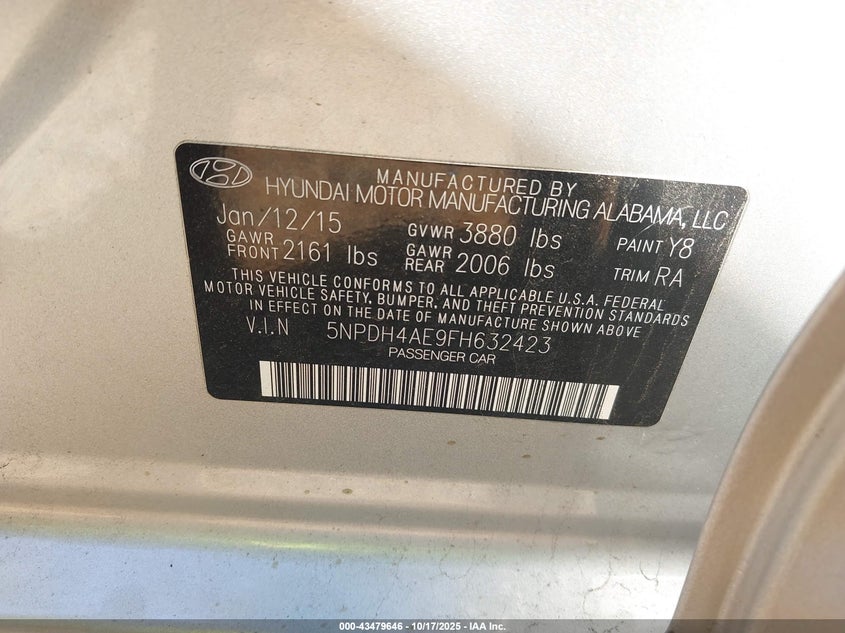 MANUFACTURED BY
HYUNDAI MOTOR MANUFACTURING ALABAMA, LLC
Jan/12/15 GVWR 3880 lbs PAINT Y8
GAWR FRONT 2161 lbs GAWR REAR 2006 lbs TRIM RA
THIS VEHICLE CONFORMS TO ALL APPLICABLE U.S.A. FEDERAL
MOTOR VEHICLE SAFETY, BUMPER, AND THEFT PREVENTION STANDARDS
IN EFFECT ON THE DATE OF MANUFACTURE SHOWN ABOVE
V.I.N 5NPDH4AE9FH632423
PASSENGER CAR
000-43479646 | 10/17/2025 | © IAA Inc.